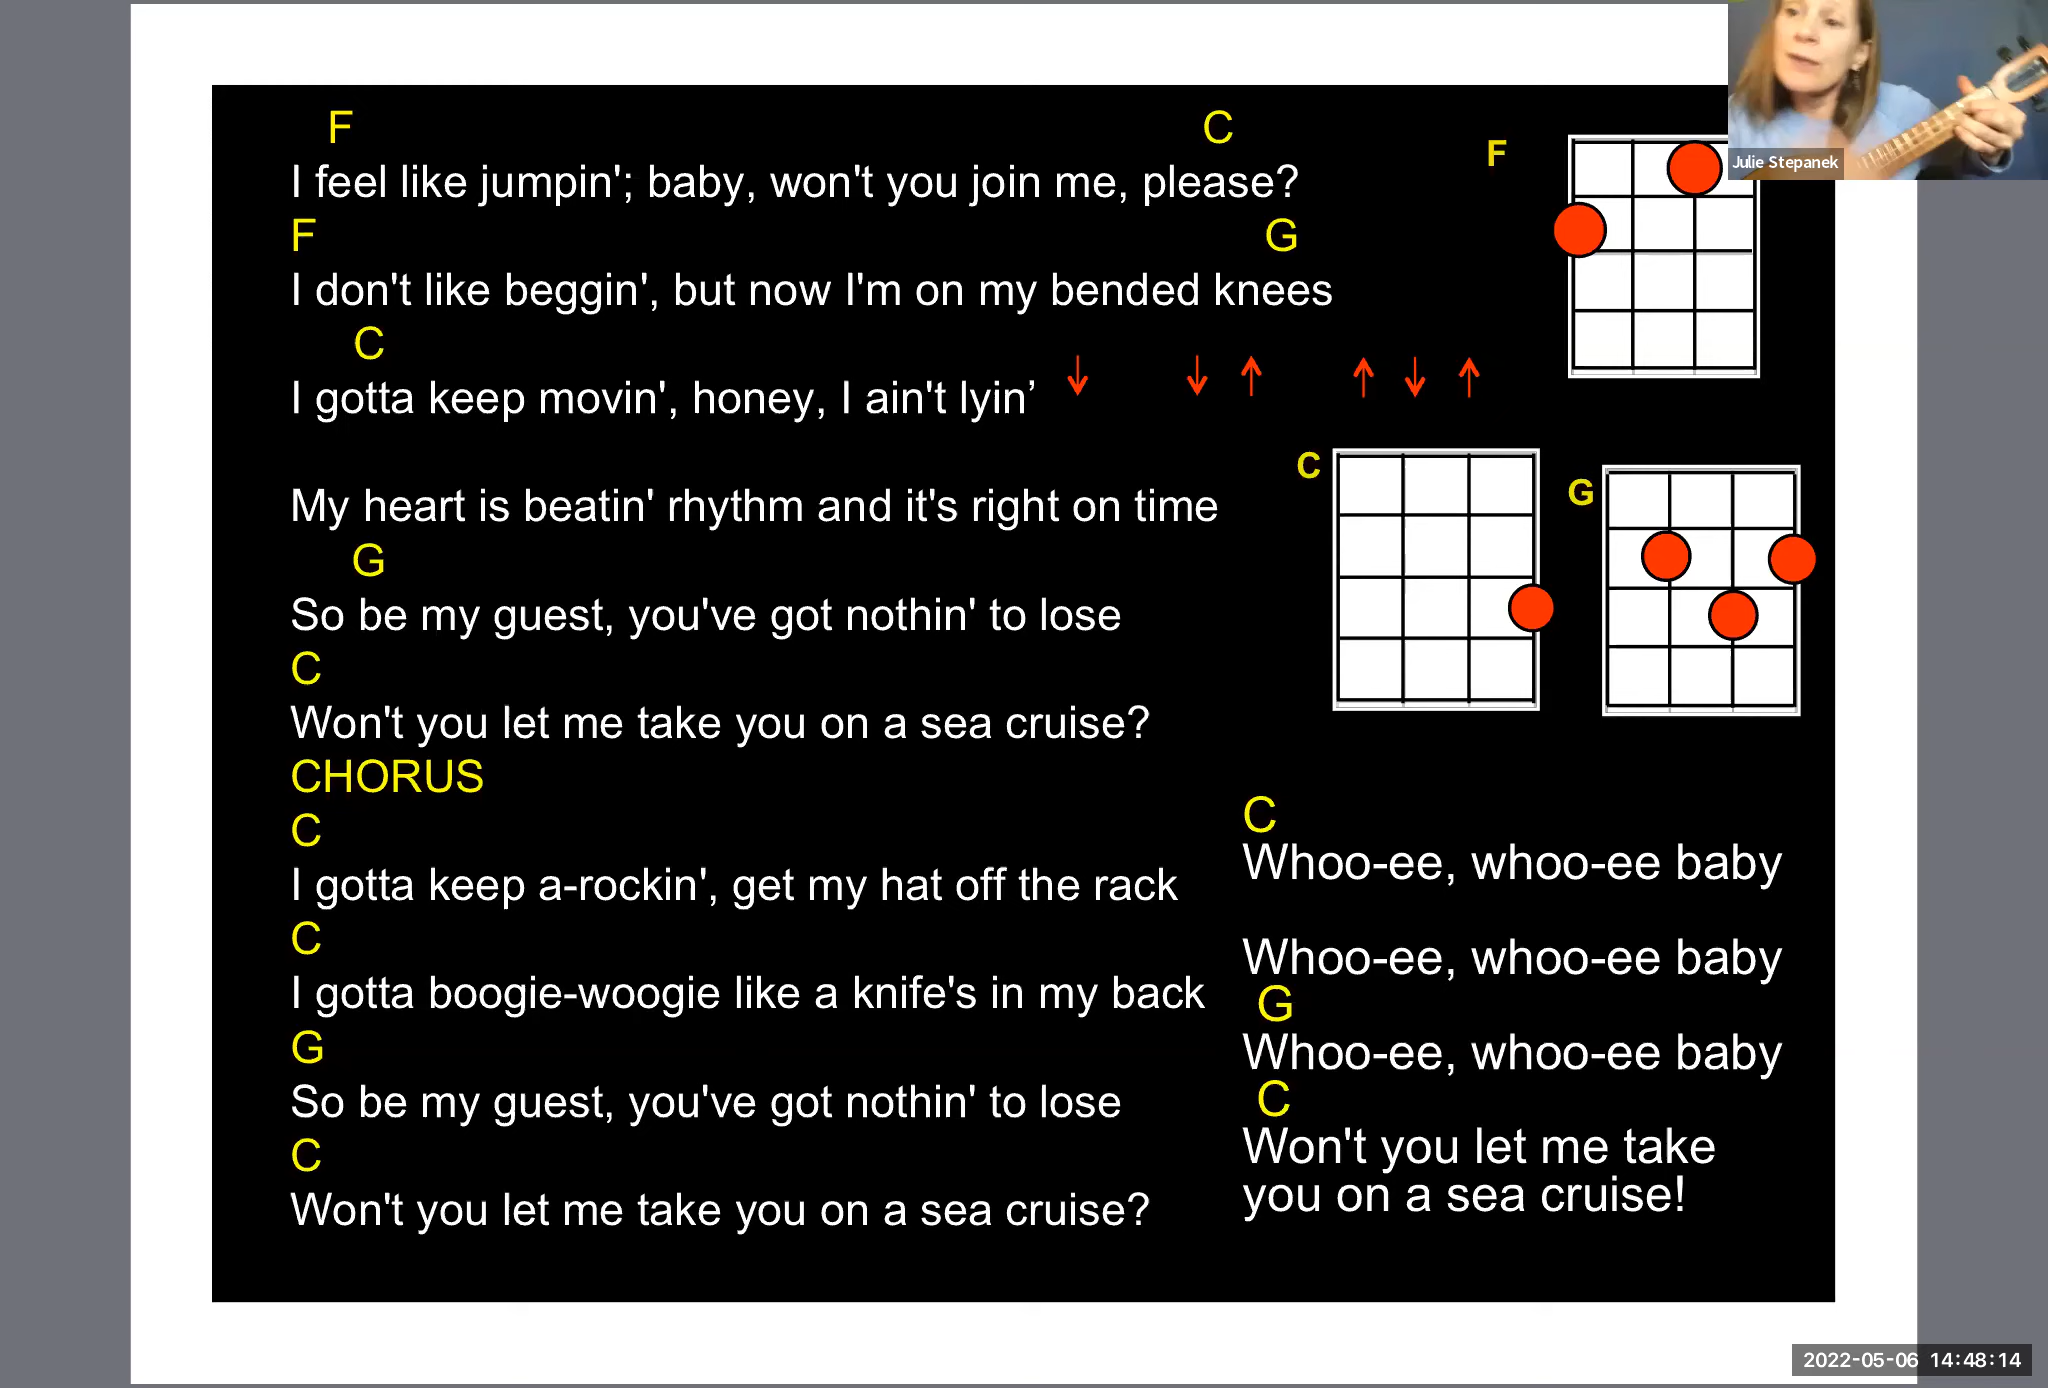 F C
I feel like jumpin'; baby, won't you join me, please?
F G
I don't like beggin', but now I'm on my bended knees
C
I gotta keep movin', honey, I ain't lyin’ ↓ ↓ ↑ ↑ ↓ ↑
My heart is beatin' rhythm and it's right on time
G
So be my guest, you've got nothin' to lose
C
Won't you let me take you on a sea cruise?
CHORUS
C
I gotta keep a-rockin', get my hat off the rack
C
I gotta boogie-woogie like a knife's in my back
G
So be my guest, you've got nothin' to lose
C
Won't you let me take you on a sea cruise?
F
C
G
C
Whoo-ee, whoo-ee baby
Whoo-ee, whoo-ee baby
G
Whoo-ee, whoo-ee baby
C
Won't you let me take
you on a sea cruise!
Julie Stepanek
2022-05-06 14:48:14